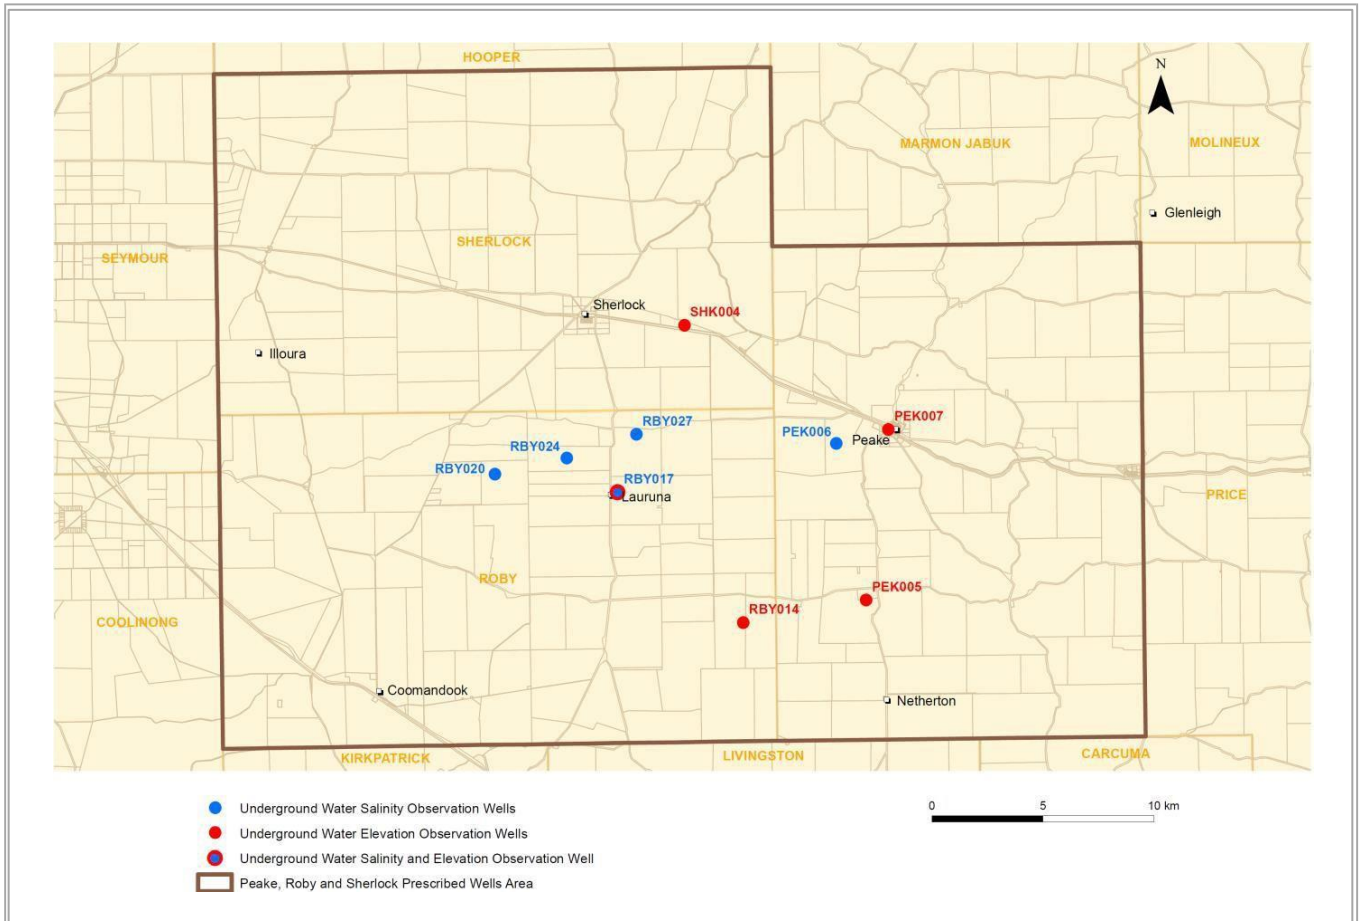 HOOPER
N
MARMON JABUK
MOLINEUX
Glenleigh
SHERLOCK
SEYMOUR
Sherlock
SHK004
Illoura
PEK007
RBY027
PEK006
Peake
RBY024
RBY020
RBY017
Lauruna
PRICE
ROBY
PEK005
RBY014
COOLINONG
Coomandook
Netherton
KIRKPATRICK
LIVINGSTON
CARCUMA
Underground Water Salinity Observation Wells
0 5 10 km
Underground Water Elevation Observation Wells
Underground Water Salinity and Elevation Observation Well
Peake, Roby and Sherlock Prescribed Wells Area